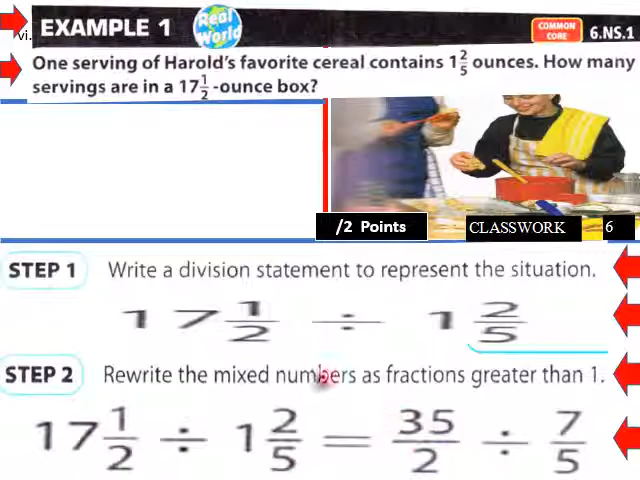 vi.
EXAMPLE 1 Real World COMMON CORE 6.NS.1
One serving of Harold's favorite cereal contains 1 2/5 ounces. How many
servings are in a 17 1/2 -ounce box?
/2 Points CLASSWORK 6
STEP 1 Write a division statement to represent the situation.
17 1/2 ÷ 1 2/5
STEP 2 Rewrite the mixed numbers as fractions greater than 1.
17 1/2 ÷ 1 2/5 = 35/2 ÷ 7/5